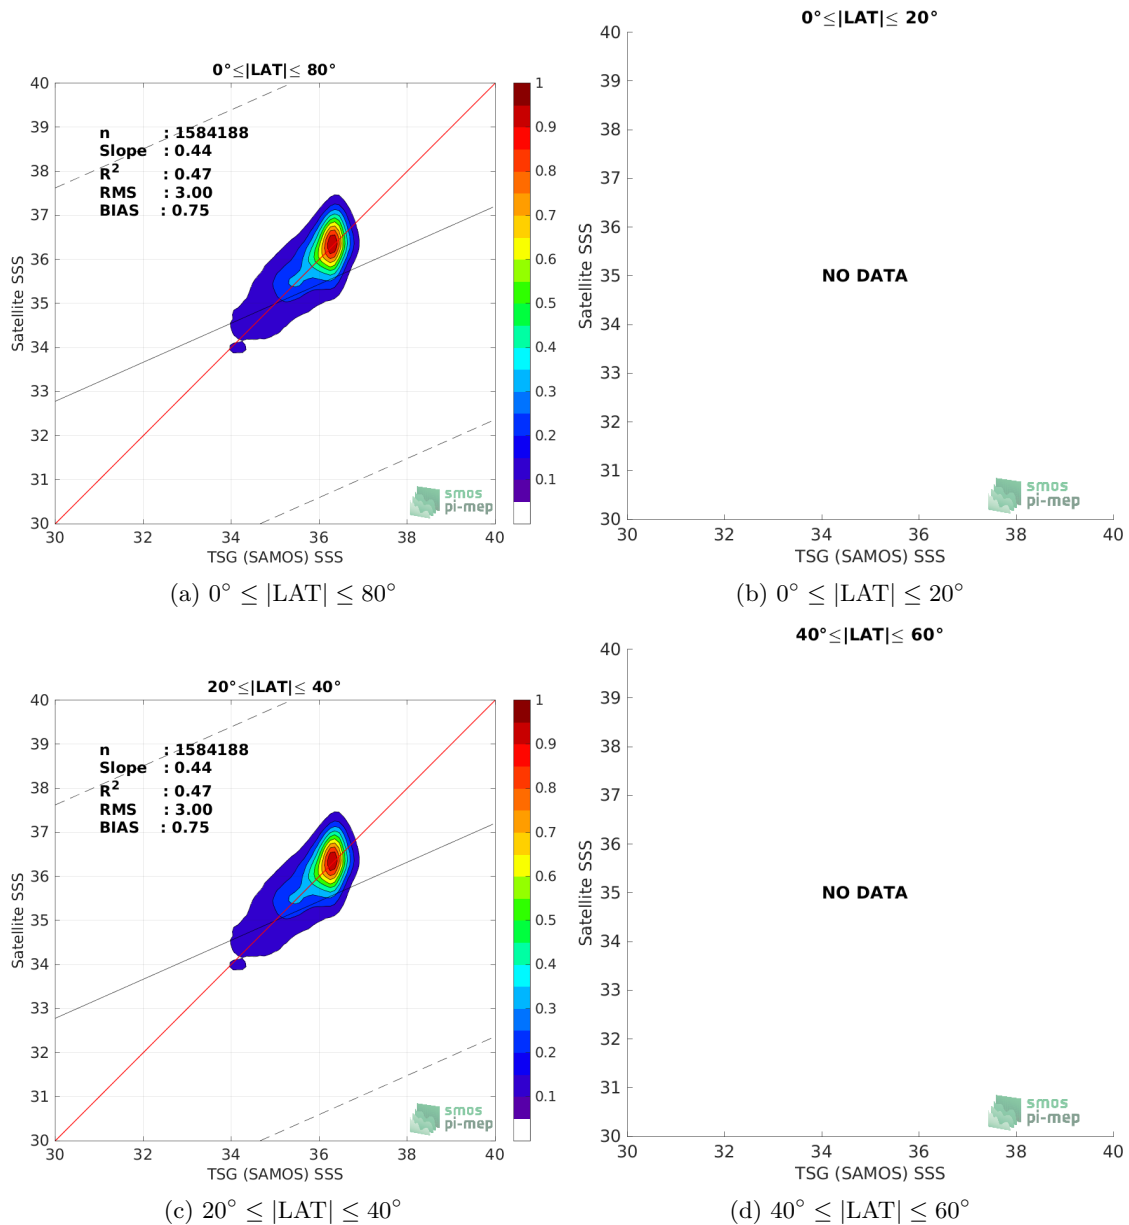 0°≤|LAT|≤ 80°
40
39
38
37
36
35
34
33
32
31
30
Satellite SSS
n : 1584188
Slope : 0.44
R² : 0.47
RMS : 3.00
BIAS : 0.75
1
0.9
0.8
0.7
0.6
0.5
0.4
0.3
0.2
0.1
smos
pi-mep
30 32 34 36 38 40
TSG (SAMOS) SSS
(a) 0° ≤ |LAT| ≤ 80°
0°≤|LAT|≤ 20°
40
39
38
37
36
35
34
33
32
31
30
Satellite SSS
NO DATA
smos
pi-mep
30 32 34 36 38 40
TSG (SAMOS) SSS
(b) 0° ≤ |LAT| ≤ 20°
20°≤|LAT|≤ 40°
40
39
38
37
36
35
34
33
32
31
30
Satellite SSS
n : 1584188
Slope : 0.44
R² : 0.47
RMS : 3.00
BIAS : 0.75
1
0.9
0.8
0.7
0.6
0.5
0.4
0.3
0.2
0.1
smos
pi-mep
30 32 34 36 38 40
TSG (SAMOS) SSS
(c) 20° ≤ |LAT| ≤ 40°
40°≤|LAT|≤ 60°
40
39
38
37
36
35
34
33
32
31
30
Satellite SSS
NO DATA
smos
pi-mep
30 32 34 36 38 40
TSG (SAMOS) SSS
(d) 40° ≤ |LAT| ≤ 60°